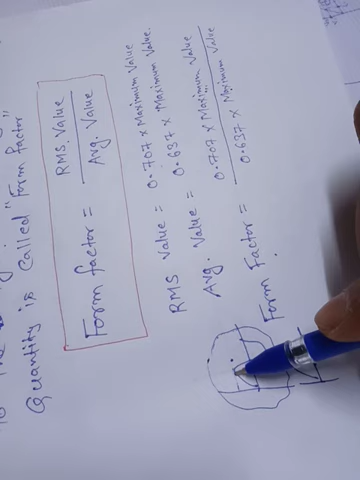 Quantity is called "Form factor"
Form factor = RMS. Value / Avg. Value
RMS Value = 0.707 x Maximum Value
Avg. Value = 0.637 x Maximum Value.
Form Factor = 0.707 x Maximum Value / 0.637 x Maximum Value